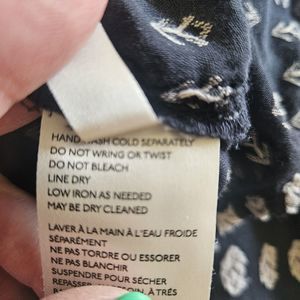 HAND WASH COLD SEPARATELY
DO NOT WRING OR TWIST
DO NOT BLEACH
LINE DRY
LOW IRON AS NEEDED
MAY BE DRY CLEANED
LAVER À LA MAIN À L'EAU FROIDE
SÉPARÉMENT
NE PAS TORDRE OU ESSORER
NE PAS BLANCHIR
SUSPENDRE POUR SÉCHER
REPASSER